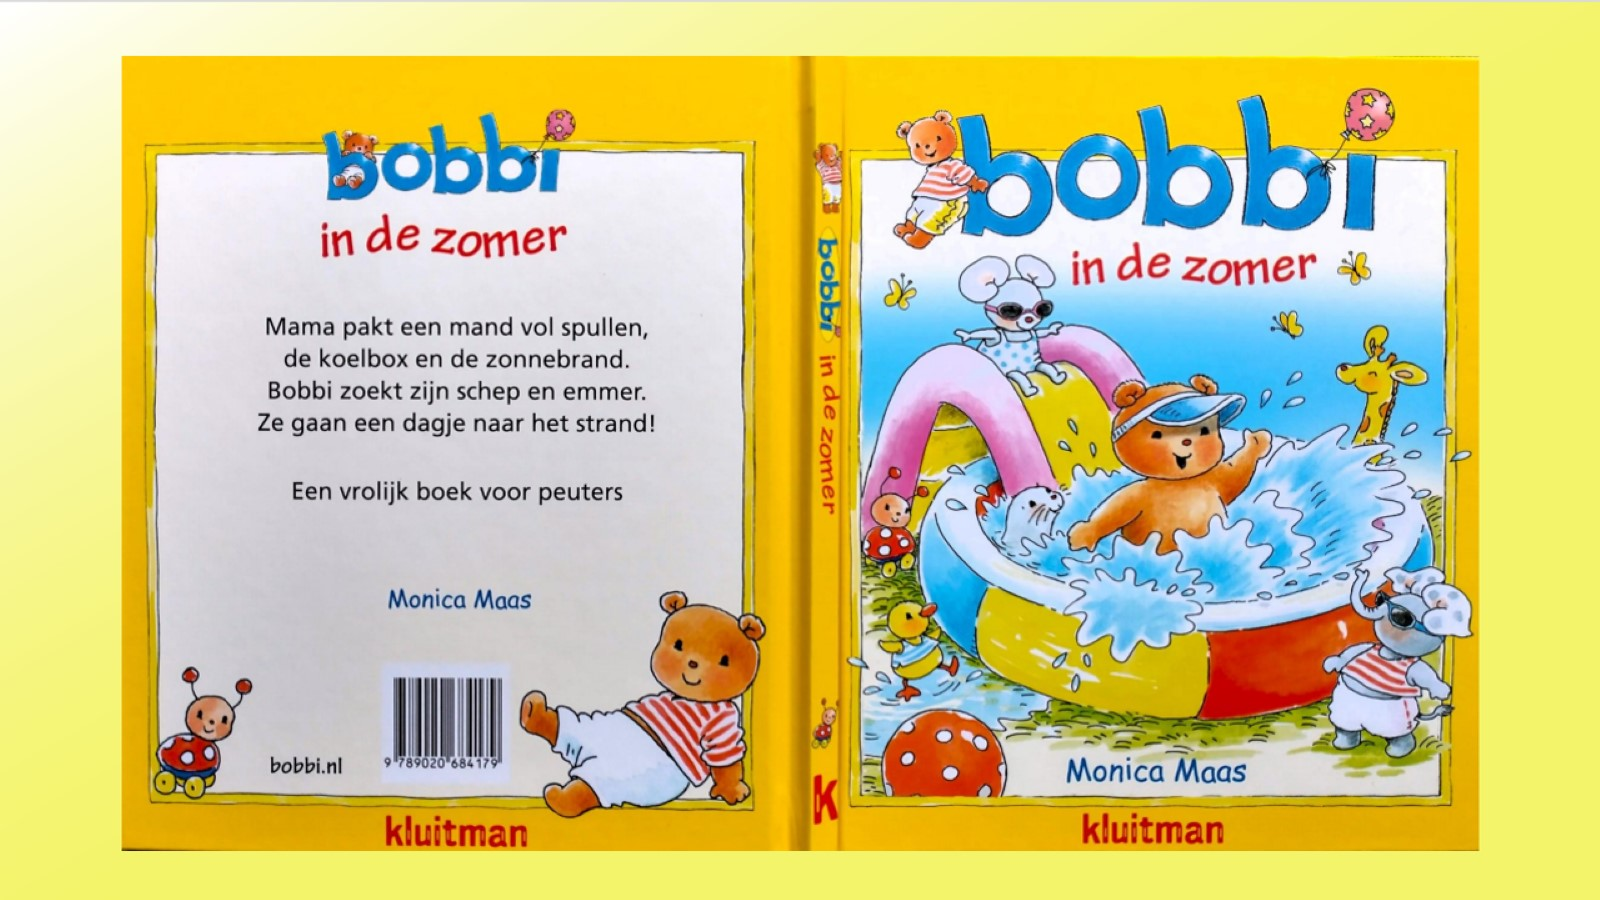 bobbi
in de zomer
Mama pakt een mand vol spullen,
de koelbox en de zonnebrand.
Bobbi zoekt zijn schep en emmer.
Ze gaan een dagje naar het strand!
Een vrolijk boek voor peuters
Monica Maas
bobbi.nl
9 789020 684179
kluitman
bobbi
in de zomer
K
bobbi
in de zomer
Monica Maas
kluitman